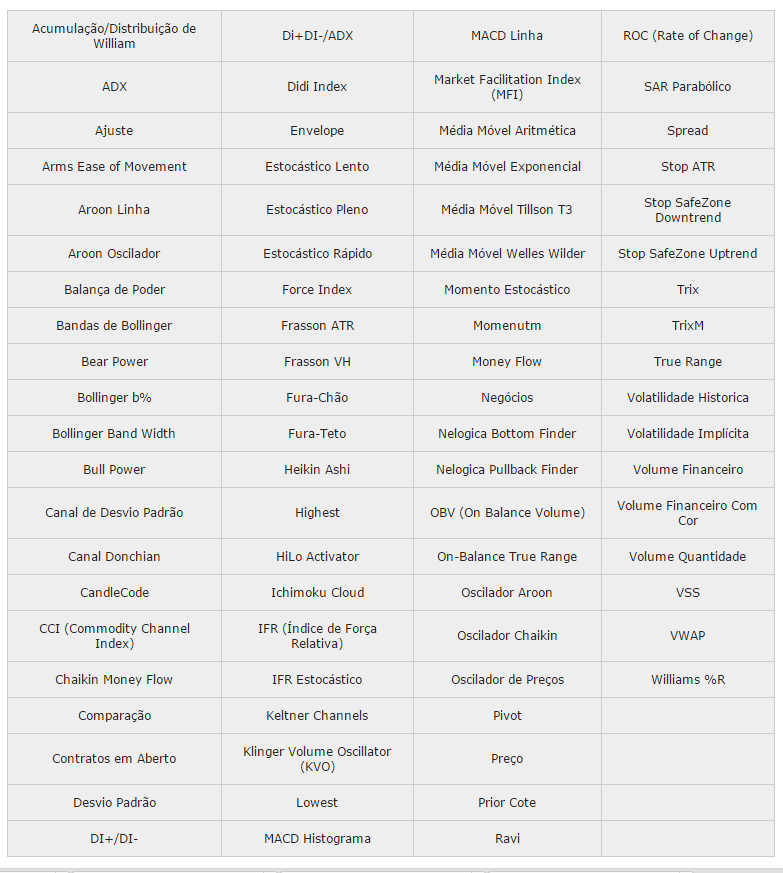 Acumulação/Distribuição de
William
Di+DI-/ADX
MACD Linha
ROC (Rate of Change)
ADX
Didi Index
Market Facilitation Index
(MFI)
SAR Parabólico
Ajuste
Envelope
Média Móvel Aritmética
Spread
Arms Ease of Movement
Estocástico Lento
Média Móvel Exponencial
Stop ATR
Aroon Linha
Estocástico Pleno
Média Móvel Tillson T3
Stop SafeZone
Downtrend
Aroon Oscilador
Estocástico Rápido
Média Móvel Welles Wilder
Stop SafeZone Uptrend
Balança de Poder
Force Index
Momento Estocástico
Trix
Bandas de Bollinger
Frasson ATR
Momenutm
TrixM
Bear Power
Frasson VH
Money Flow
True Range
Bollinger b%
Fura-Chão
Negócios
Volatilidade Historica
Bollinger Band Width
Fura-Teto
Nelogica Bottom Finder
Volatilidade Implícita
Bull Power
Heikin Ashi
Nelogica Pullback Finder
Volume Financeiro
Canal de Desvio Padrão
Highest
OBV (On Balance Volume)
Volume Financeiro Com
Cor
Canal Donchian
HiLo Activator
On-Balance True Range
Volume Quantidade
CandleCode
Ichimoku Cloud
Oscilador Aroon
VSS
CCI (Commodity Channel
Index)
IFR (Índice de Força
Relativa)
Oscilador Chaikin
VWAP
Chaikin Money Flow
IFR Estocástico
Oscilador de Preços
Williams %R
Comparação
Keltner Channels
Pivot
Contratos em Aberto
Klinger Volume Oscillator
(KVO)
Preço
Desvio Padrão
Lowest
Prior Cote
DI+/DI-
MACD Histograma
Ravi